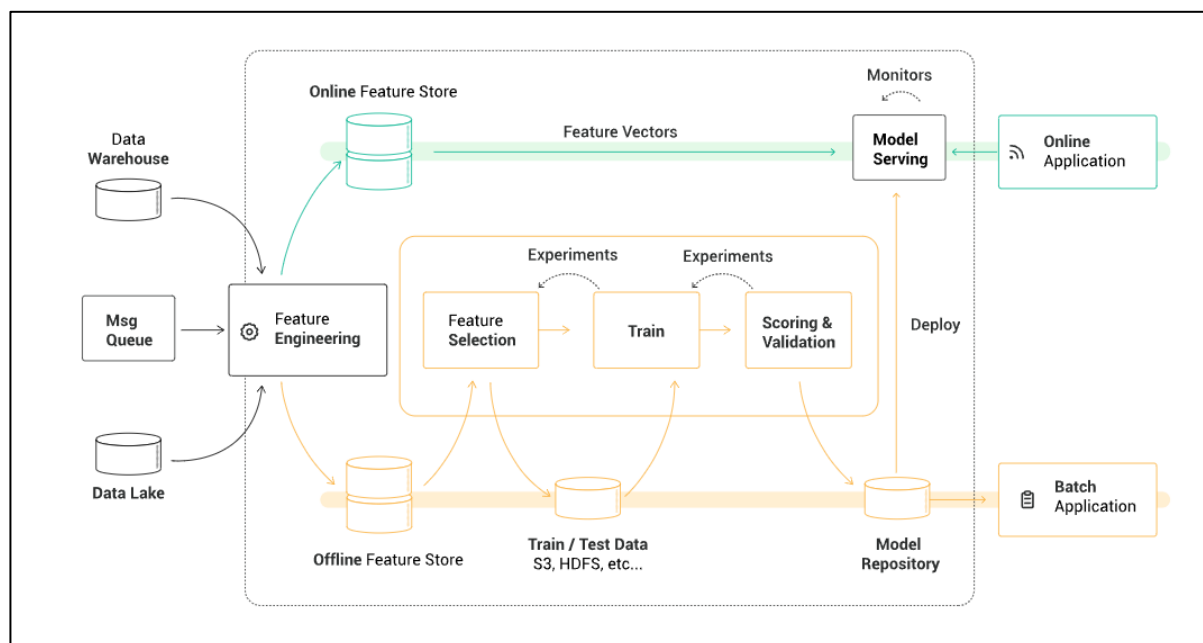 Monitors
Online Feature Store
Data
Warehouse
Feature Vectors
Model
Serving
Online
Application
Experiments
Experiments
Msg
Queue
Feature
Engineering
Feature
Selection
Train
Scoring &
Validation
Deploy
Data Lake
Batch
Application
Offline Feature Store
Train / Test Data
S3, HDFS, etc...
Model
Repository